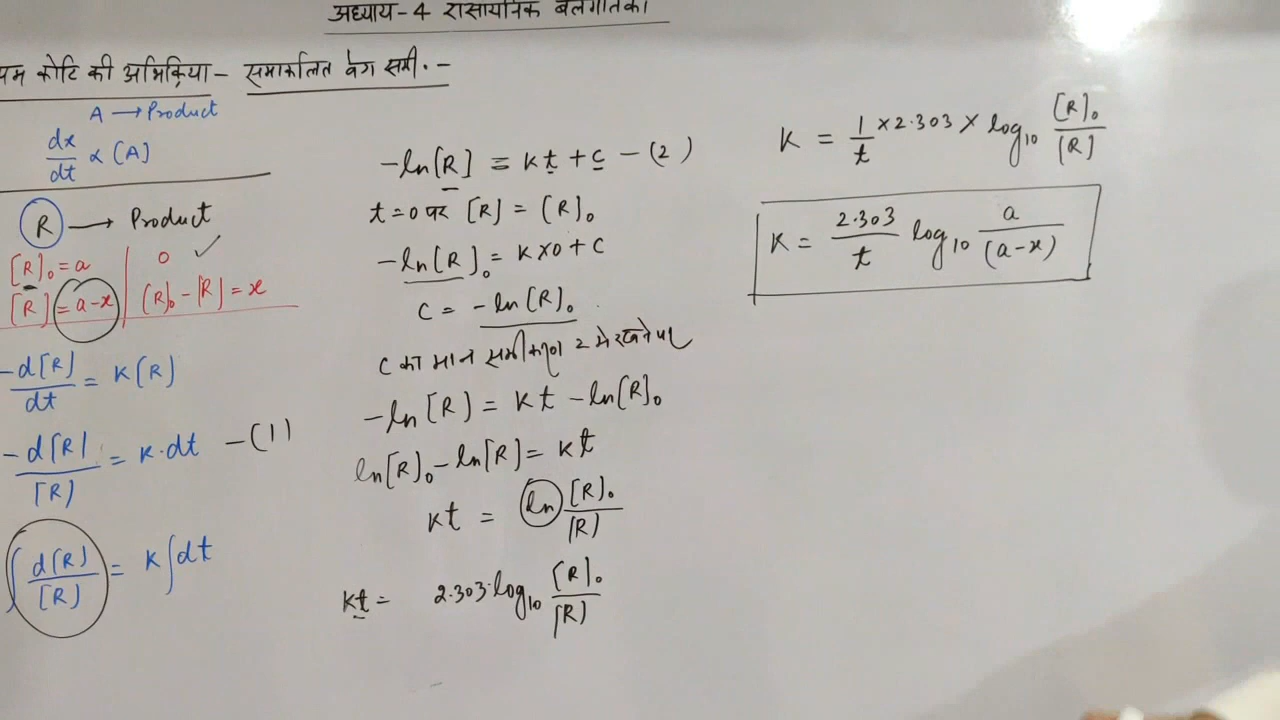 अध्याय-4 रासायनिक बलगतिकी
थम कोटि की अभिक्रिया- समाकलित वेग समी.-
A → Product
dx/dt ∝ [A]
R → Product
[R]₀ = a | 0 ✓
[R] = a-x | [R]₀ - [R] = x
-d[R]/dt = K[R]
-d[R]/[R] = K.dt -(1)
∫ d[R]/[R] = K∫dt
-ln[R] = Kt + C -(2)
t=0 पर [R] = [R]₀
-ln[R]₀ = K×0 + C
C = -ln[R]₀
C का मान समीकरण 2 मे रखने पर
-ln[R] = Kt - ln[R]₀
ln[R]₀ - ln[R] = Kt
Kt = ln [R]₀/[R]
Kt = 2.303.log₁₀ [R]₀/[R]
K = 1/t × 2.303 × log₁₀ [R]₀/[R]
K = 2.303/t log₁₀ a/(a-x)